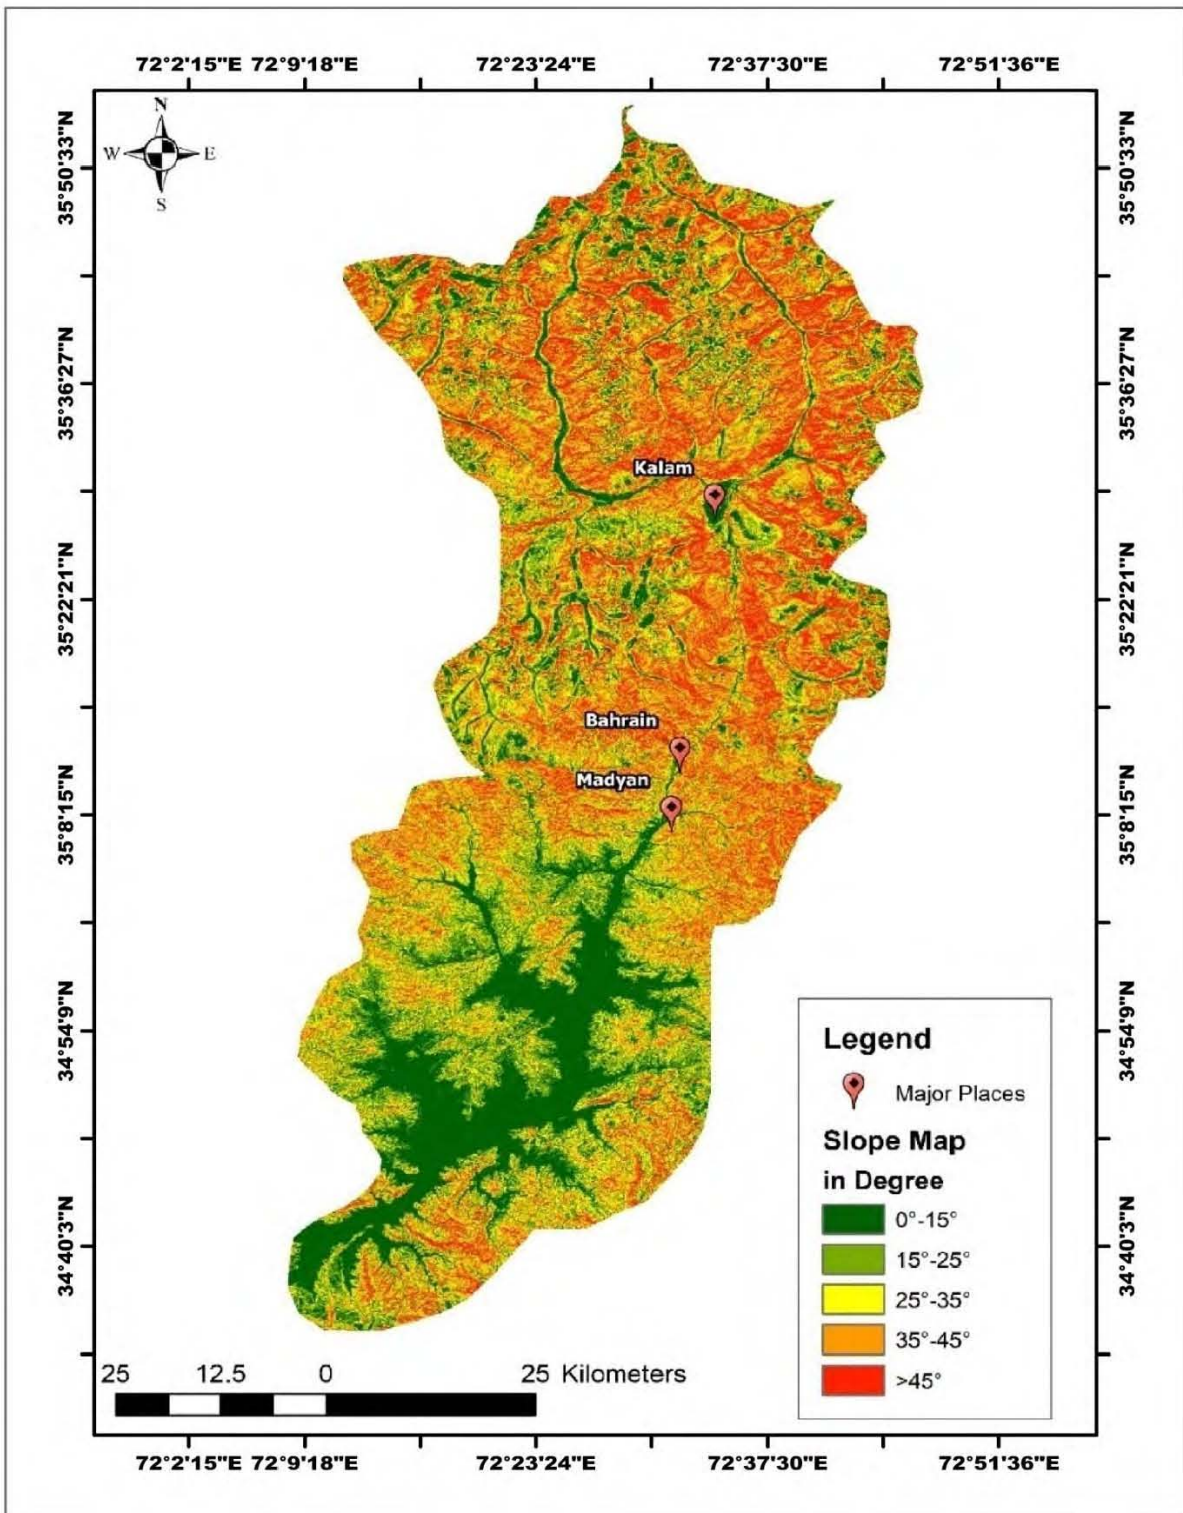 72°2'15"E 72°9'18"E 72°23'24"E 72°37'30"E 72°51'36"E
N
W E
S
35°50'33"N
35°50'33"N
35°36'27"N
35°36'27"N
Kalam
35°22'21"N
35°22'21"N
Bahrain
Madyan
35°8'15"N
35°8'15"N
34°54'9"N
34°54'9"N
Legend
Major Places
Slope Map
in Degree
0°-15°
15°-25°
25°-35°
35°-45°
>45°
34°40'3"N
34°40'3"N
25 12.5 0 25 Kilometers
72°2'15"E 72°9'18"E 72°23'24"E 72°37'30"E 72°51'36"E